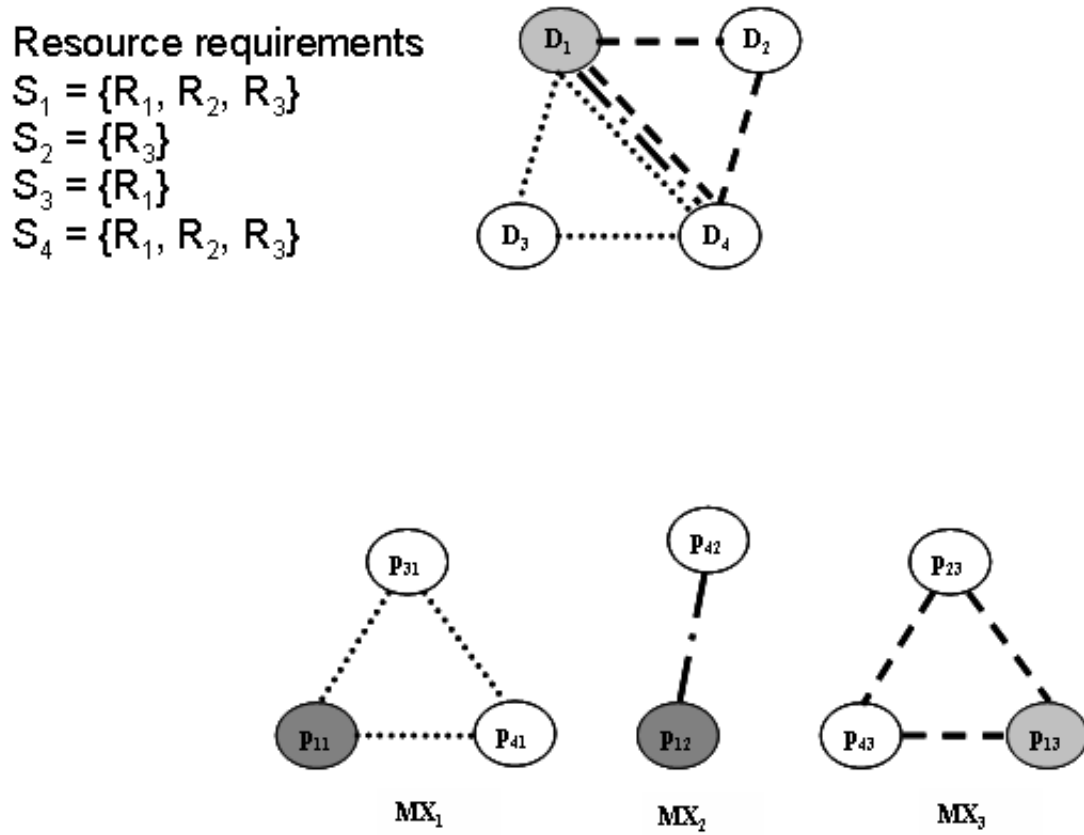 Resource requirements
S₁ = {R₁, R₂, R₃}
S₂ = {R₃}
S₃ = {R₁}
S₄ = {R₁, R₂, R₃}
D₁
D₂
D₃
D₄
p₃₁
p₁₁
p₄₁
MX₁
p₄₂
p₁₂
MX₂
p₂₃
p₄₃
p₁₃
MX₃